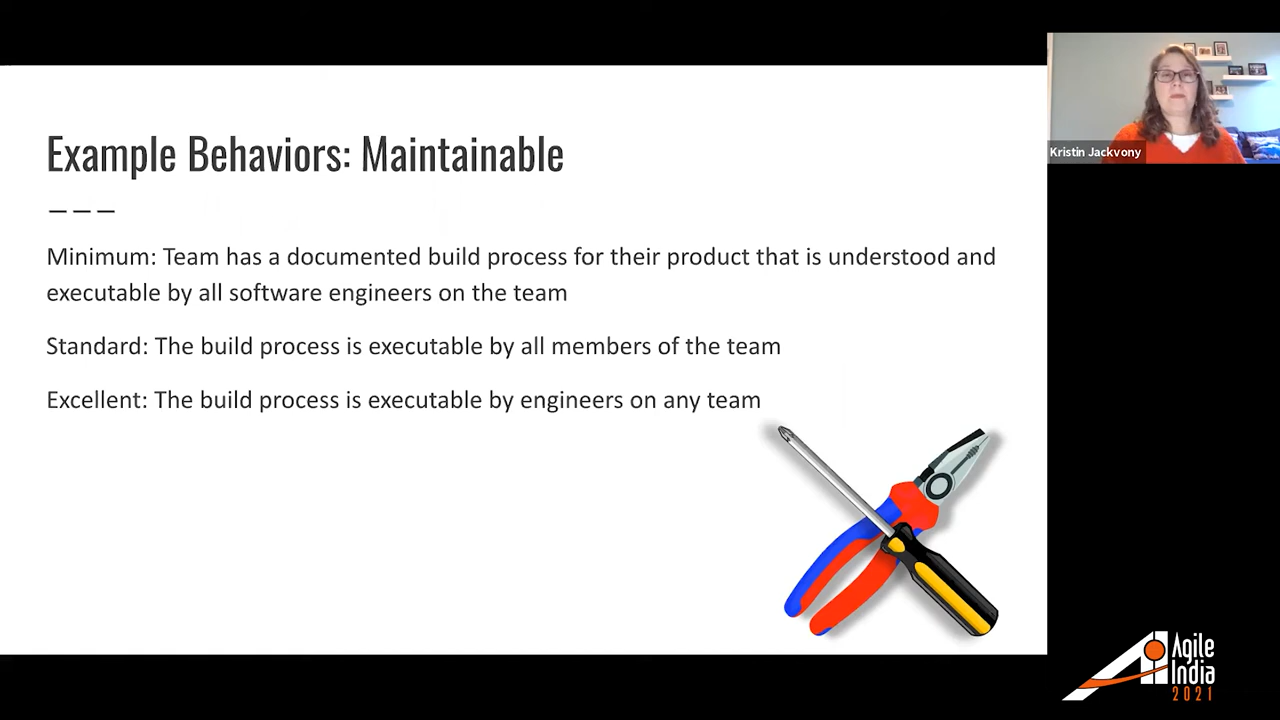 Example Behaviors: Maintainable
Minimum: Team has a documented build process for their product that is understood and
executable by all software engineers on the team
Standard: The build process is executable by all members of the team
Excellent: The build process is executable by engineers on any team
Kristin Jackvony
Agile
India
2021